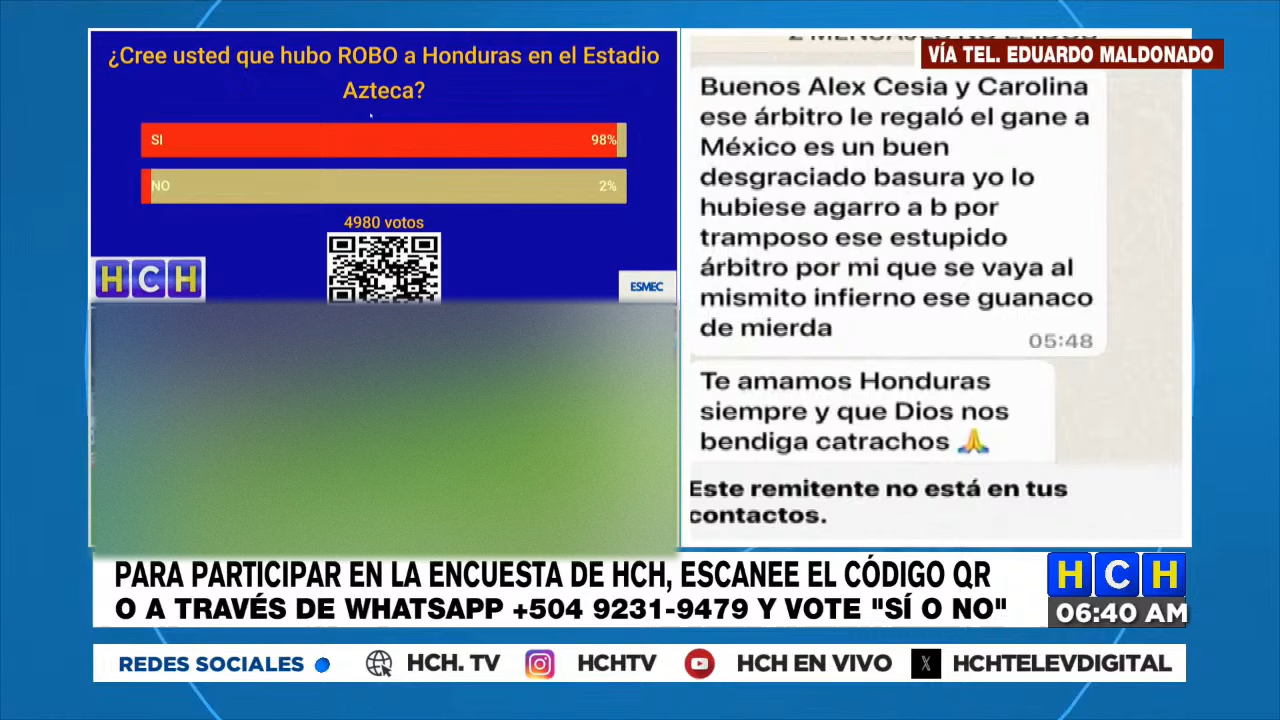 ¿Cree usted que hubo ROBO a Honduras en el Estadio
Azteca?
SI 98%
NO 2%
4980 votos
HCH
ESMEC
VÍA TEL. EDUARDO MALDONADO
2 MENSAJES NO LEÍDOS
Buenos Alex Cesia y Carolina
ese árbitro le regaló el gane a
México es un buen
desgraciado basura yo lo
hubiese agarro a b por
tramposo ese estupido
árbitro por mi que se vaya al
mismito infierno ese guanaco
de mierda
05:48
Te amamos Honduras
siempre y que Dios nos
bendiga catrachos 🙏
Este remitente no está en tus
contactos.
PARA PARTICIPAR EN LA ENCUESTA DE HCH, ESCANEE EL CÓDIGO QR
O A TRAVÉS DE WHATSAPP +504 9231-9479 Y VOTE "SÍ O NO"
HCH
06:40 AM
REDES SOCIALES HCH. TV HCHTV HCH EN VIVO HCHTELEVDIGITAL